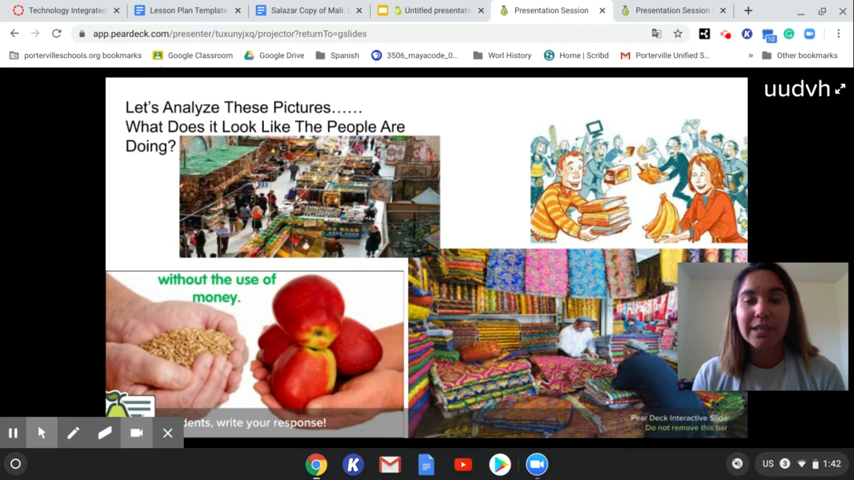 Technology Integrated
Lesson Plan Template
Salazar Copy of Mali:
Untitled presentatio
Presentation Session
Presentation Session
app.peardeck.com/presenter/tuxunyjxq/projector?returnTo=gslides
portervilleschools.org bookmarks
Google Classroom
Google Drive
Spanish
3506_mayacode_0...
Worl History
Home | Scribd
Porterville Unified S...
Other bookmarks
uudvh
Let's Analyze These Pictures......
What Does it Look Like The People Are
Doing?
without the use of
money.
dents, write your response!
Pear Deck Interactive Slide
Do not remove this bar
US
3
1:42